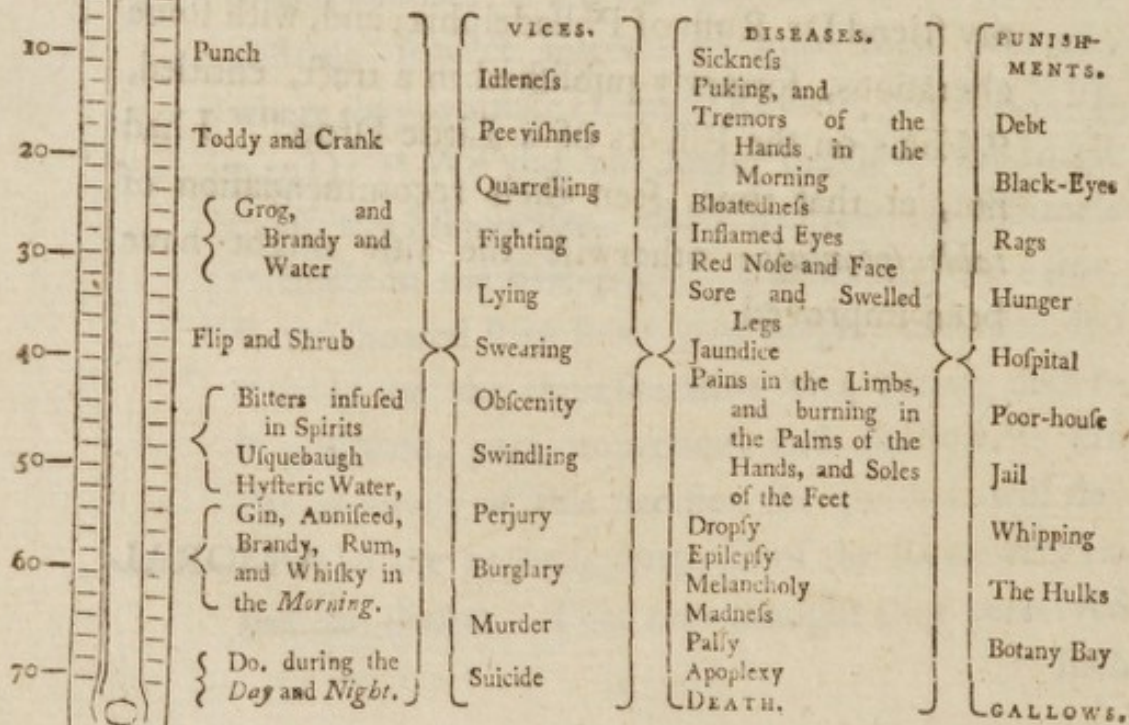 10
20
30
40
50
60
70
Punch
Toddy and Crank
Grog, and
Brandy and
Water
Flip and Shrub
Bitters infuſed
in Spirits
Uſquebaugh
Hyſteric Water,
Gin, Anniſeed,
Brandy, Rum,
and Whiſky in
the Morning.
Do. during the
Day and Night.
VICES.
Idleneſs
Peeviſhneſs
Quarrelling
Fighting
Lying
Swearing
Obſcenity
Swindling
Perjury
Burglary
Murder
Suicide
DISEASES.
Sickneſs
Puking, and
Tremors of the
Hands in the
Morning
Bloatedneſs
Inflamed Eyes
Red Noſe and Face
Sore and Swelled
Legs
Jaundice
Pains in the Limbs,
and burning in
the Palms of the
Hands, and Soles
of the Feet
Dropſy
Epilepſy
Melancholy
Madneſs
Palſy
Apoplexy
DEATH.
PUNISH-
MENTS.
Debt
Black-Eyes
Rags
Hunger
Hoſpital
Poor-houſe
Jail
Whipping
The Hulks
Botany Bay
GALLOWS.